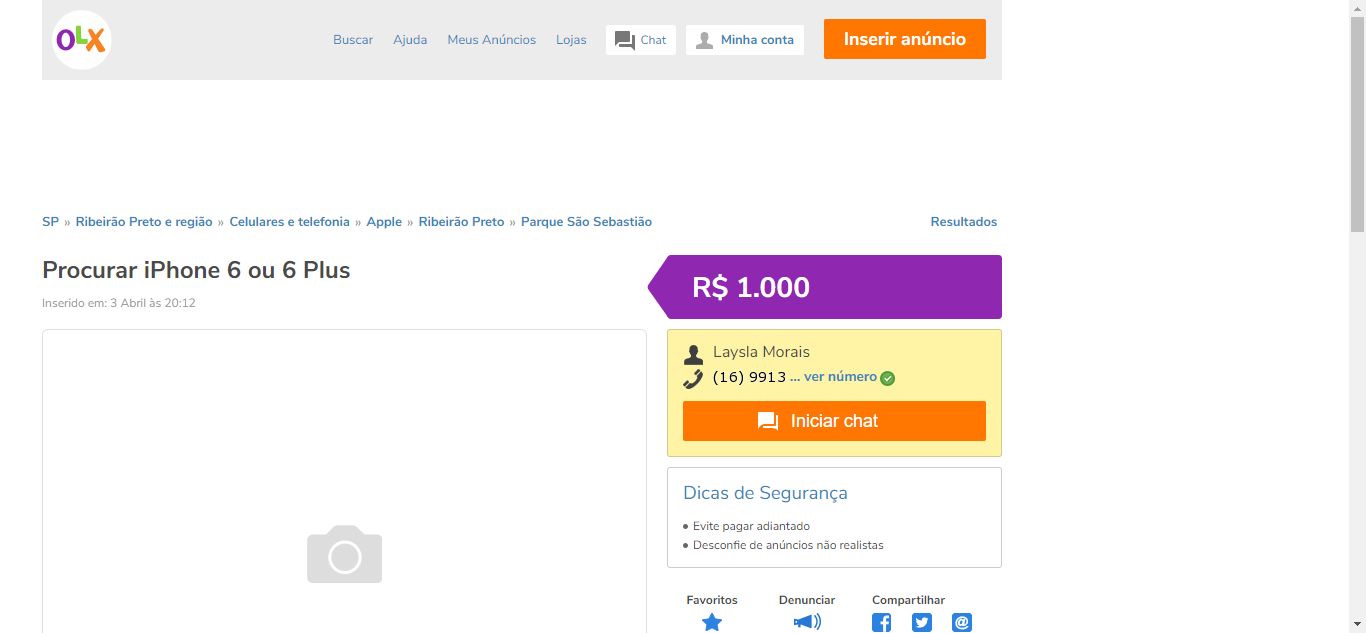 OLX Buscar Ajuda Meus Anúncios Lojas Chat Minha conta Inserir anúncio
SP » Ribeirão Preto e região » Celulares e telefonia » Apple » Ribeirão Preto » Parque São Sebastião Resultados
Procurar iPhone 6 ou 6 Plus
Inserido em: 3 Abril às 20:12
R$ 1.000
Laysla Morais
(16) 9913 ... ver número
Iniciar chat
Dicas de Segurança
• Evite pagar adiantado
• Desconfie de anúncios não realistas
Favoritos Denunciar Compartilhar